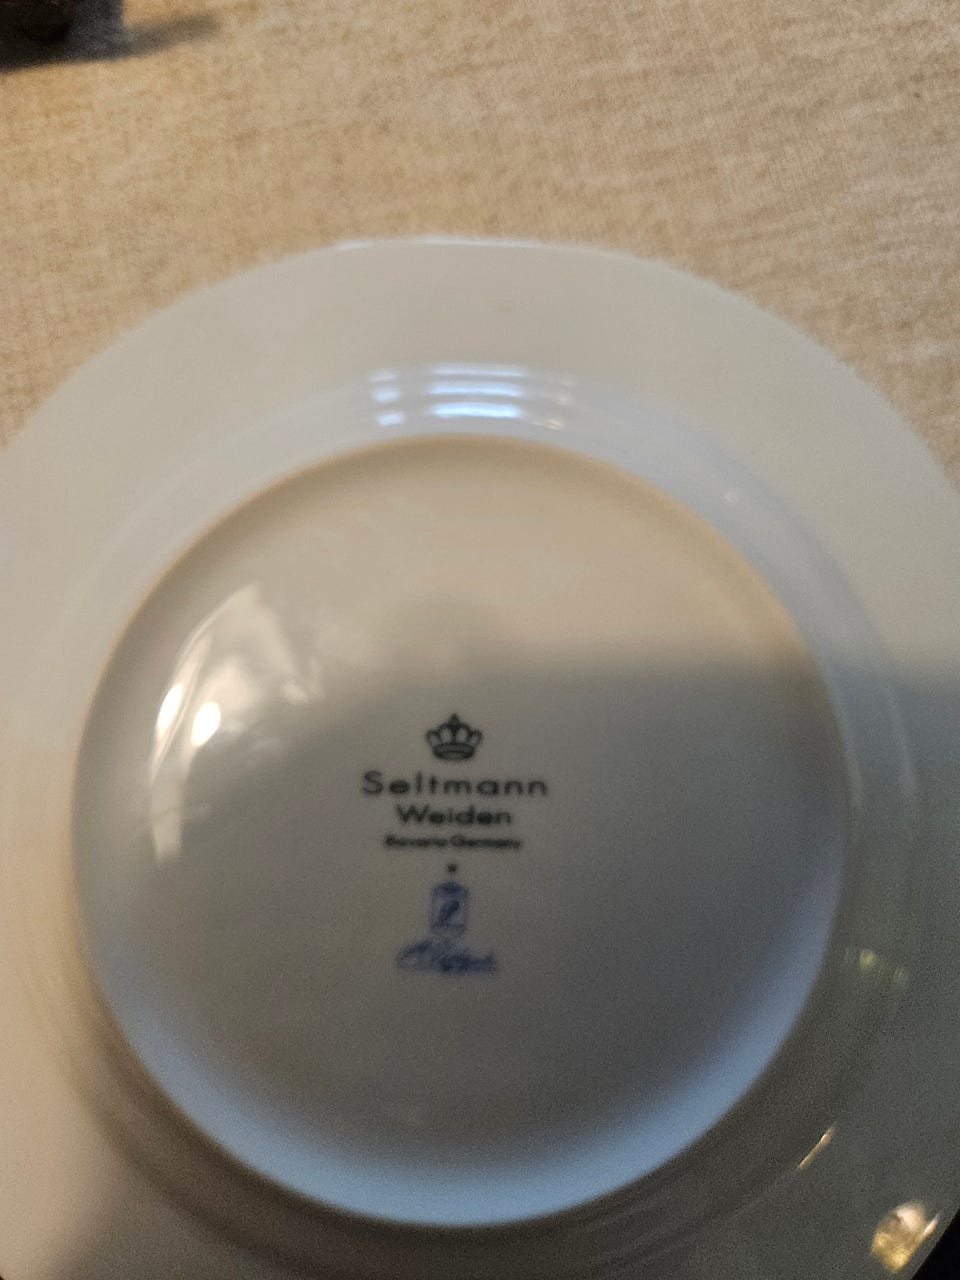 Seltmann
Weiden
Bavaria Germany